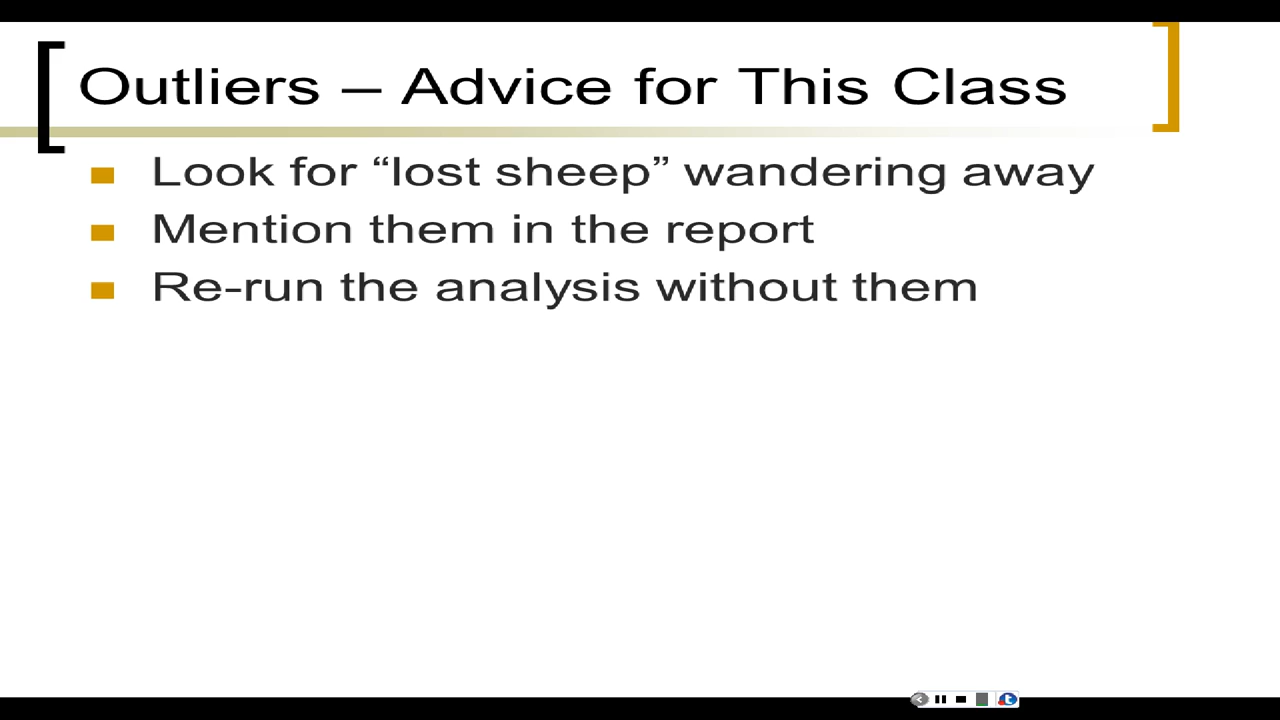 Outliers – Advice for This Class
Look for “lost sheep” wandering away
Mention them in the report
Re-run the analysis without them